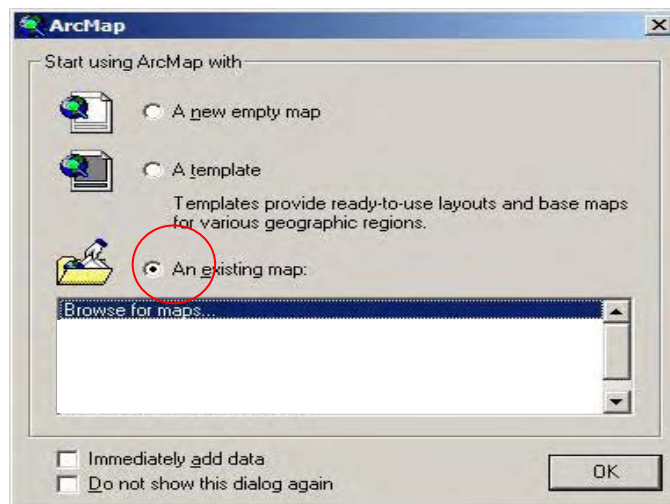 ArcMap
Start using ArcMap with
A new empty map
A template
Templates provide ready-to-use layouts and base maps
for various geographic regions.
An existing map:
Browse for maps...
Immediately add data
Do not show this dialog again
OK